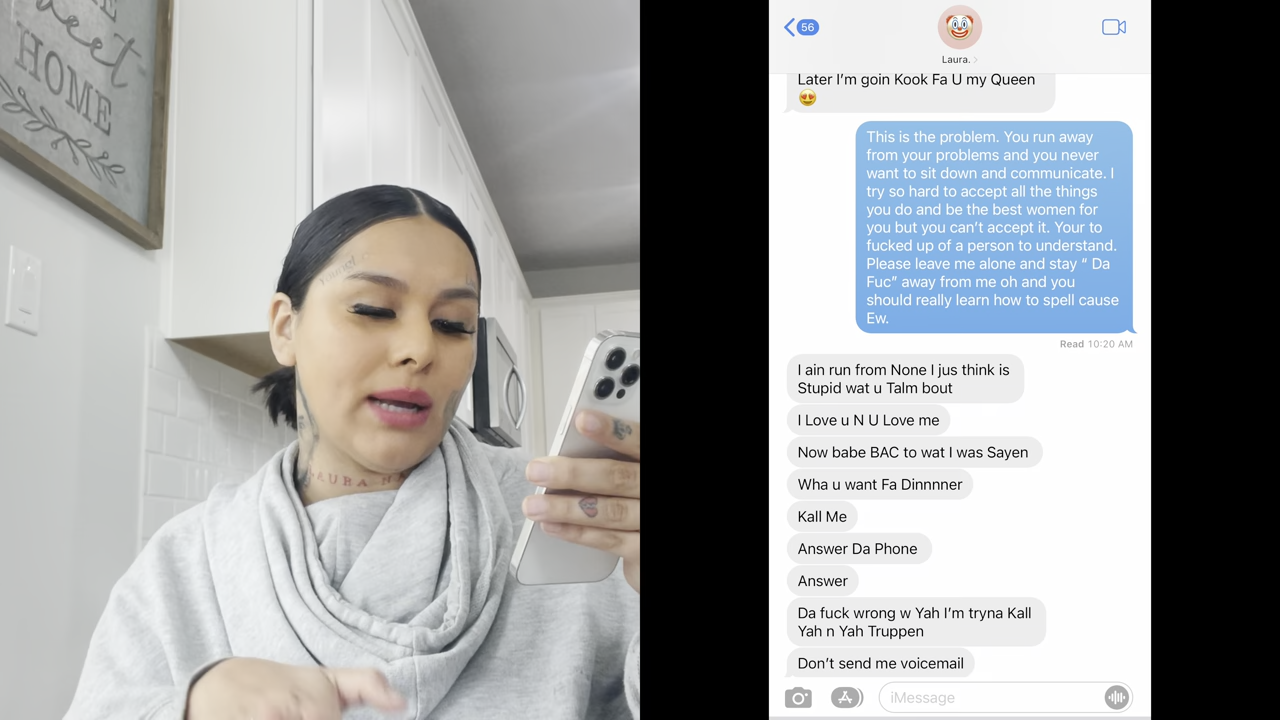 Sweet
HOME
56
Laura.
Later I'm goin Kook Fa U my Queen
😍
This is the problem. You run away
from your problems and you never
want to sit down and communicate. I
try so hard to accept all the things
you do and be the best women for
you but you can't accept it. Your to
fucked up of a person to understand.
Please leave me alone and stay “ Da
Fuc” away from me oh and you
should really learn how to spell cause
Ew.
Read 10:20 AM
I ain run from None I jus think is
Stupid wat u Talm bout
I Love u N U Love me
Now babe BAC to wat I was Sayen
Wha u want Fa Dinnnner
Kall Me
Answer Da Phone
Answer
Da fuck wrong w Yah I'm tryna Kall
Yah n Yah Truppen
Don't send me voicemail
iMessage